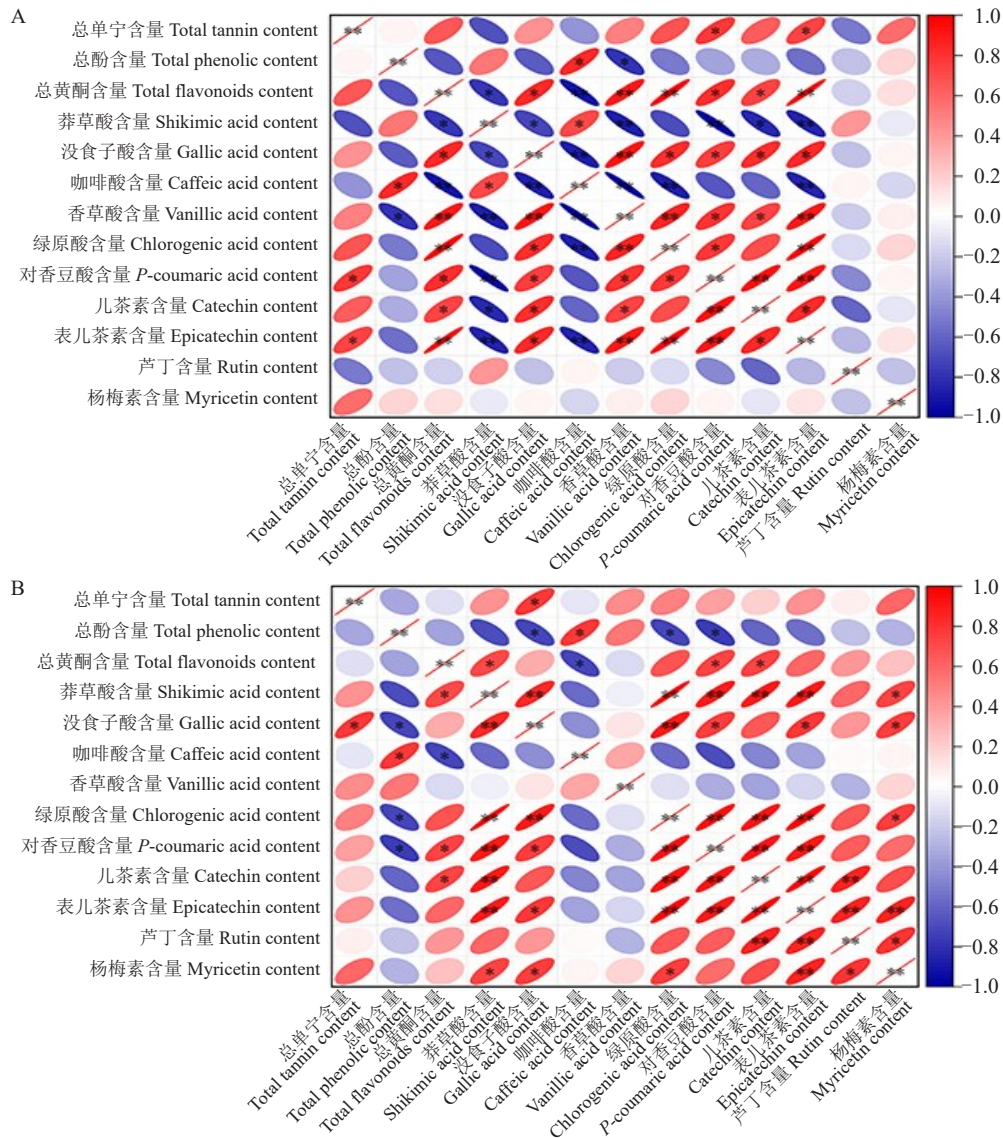 A
总单宁含量 Total tannin content
总酚含量 Total phenolic content
总黄酮含量 Total flavonoids content
莽草酸含量 Shikimic acid content
没食子酸含量 Gallic acid content
咖啡酸含量 Caffeic acid content
香草酸含量 Vanillic acid content
绿原酸含量 Chlorogenic acid content
对香豆酸含量 P-coumaric acid content
儿茶素含量 Catechin content
表儿茶素含量 Epicatechin content
芦丁含量 Rutin content
杨梅素含量 Myricetin content
1.0
0.8
0.6
0.4
0.2
0.0
−0.2
−0.4
−0.6
−0.8
−1.0
总单宁含量
Total tannin content
总酚含量
Total phenolic content
总黄酮含量
Total flavonoids content
莽草酸含量
Shikimic acid content
没食子酸含量
Gallic acid content
咖啡酸含量
Caffeic acid content
香草酸含量
Vanillic acid content
绿原酸含量
Chlorogenic acid content
对香豆酸含量
P-coumaric acid content
儿茶素含量
Catechin content
表儿茶素含量
Epicatechin content
芦丁含量 Rutin content
杨梅素含量
Myricetin content
B
总单宁含量 Total tannin content
总酚含量 Total phenolic content
总黄酮含量 Total flavonoids content
莽草酸含量 Shikimic acid content
没食子酸含量 Gallic acid content
咖啡酸含量 Caffeic acid content
香草酸含量 Vanillic acid content
绿原酸含量 Chlorogenic acid content
对香豆酸含量 P-coumaric acid content
儿茶素含量 Catechin content
表儿茶素含量 Epicatechin content
芦丁含量 Rutin content
杨梅素含量 Myricetin content
1.0
0.8
0.6
0.4
0.2
0.0
−0.2
−0.4
−0.6
−0.8
−1.0
总单宁含量
Total tannin content
总酚含量
Total phenolic content
总黄酮含量
Total flavonoids content
莽草酸含量
Shikimic acid content
没食子酸含量
Gallic acid content
咖啡酸含量
Caffeic acid content
香草酸含量
Vanillic acid content
绿原酸含量
Chlorogenic acid content
对香豆酸含量
P-coumaric acid content
儿茶素含量
Catechin content
表儿茶素含量
Epicatechin content
芦丁含量 Rutin content
杨梅素含量
Myricetin content